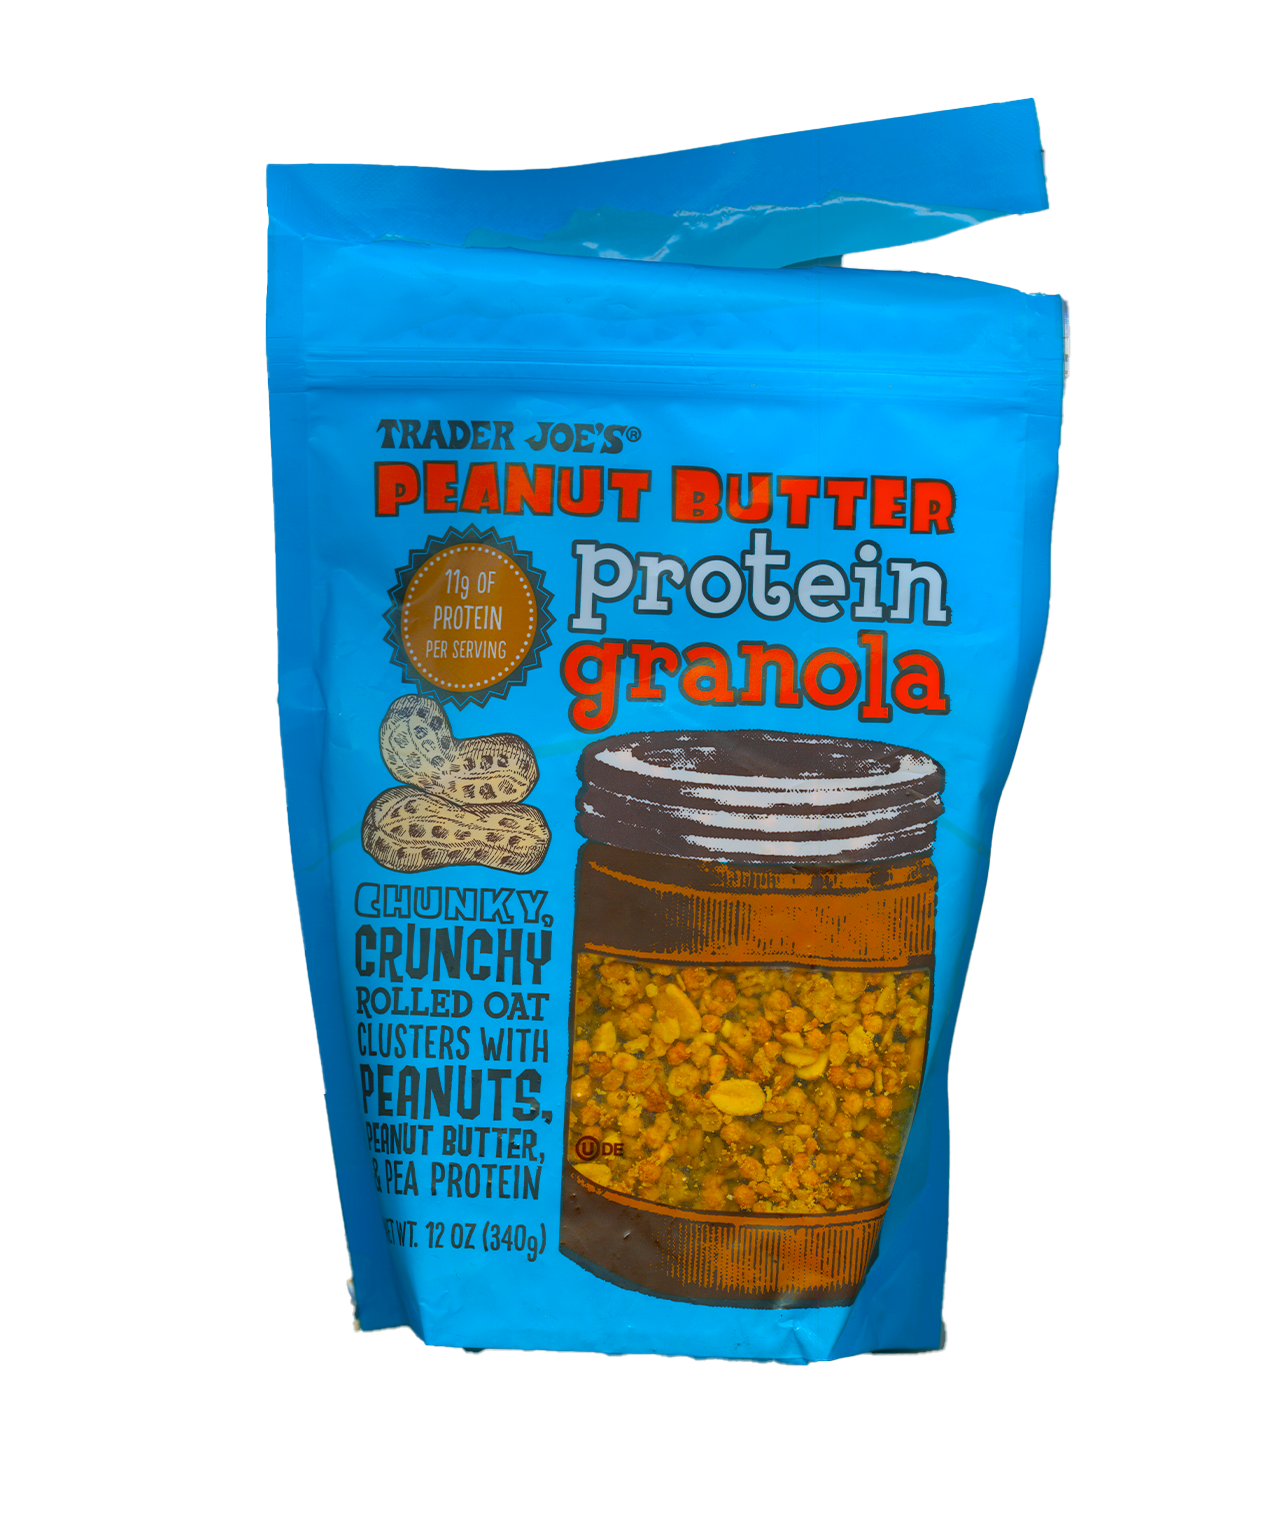 TRADER JOE'S®
PEANUT BUTTER
protein
granola
11g OF
PROTEIN
PER SERVING
CHUNKY,
CRUNCHY
ROLLED OAT
CLUSTERS WITH
PEANUTS,
PEANUT BUTTER,
& PEA PROTEIN
NET WT. 12 OZ (340g)
U DE